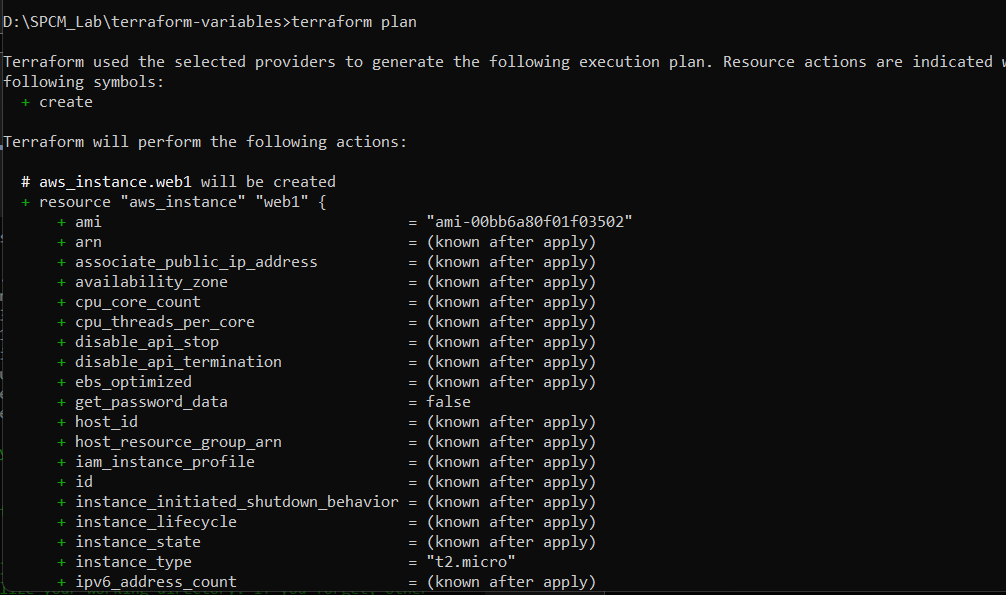 D:\SPCM_Lab\terraform-variables>terraform plan
Terraform used the selected providers to generate the following execution plan. Resource actions are indicated
following symbols:
+ create
Terraform will perform the following actions:
# aws_instance.web1 will be created
+ resource "aws_instance" "web1" {
+ ami = "ami-00bb6a80f01f03502"
+ arn = (known after apply)
+ associate_public_ip_address = (known after apply)
+ availability_zone = (known after apply)
+ cpu_core_count = (known after apply)
+ cpu_threads_per_core = (known after apply)
+ disable_api_stop = (known after apply)
+ disable_api_termination = (known after apply)
+ ebs_optimized = (known after apply)
+ get_password_data = false
+ host_id = (known after apply)
+ host_resource_group_arn = (known after apply)
+ iam_instance_profile = (known after apply)
+ id = (known after apply)
+ instance_initiated_shutdown_behavior = (known after apply)
+ instance_lifecycle = (known after apply)
+ instance_state = (known after apply)
+ instance_type = "t2.micro"
+ ipv6_address_count = (known after apply)